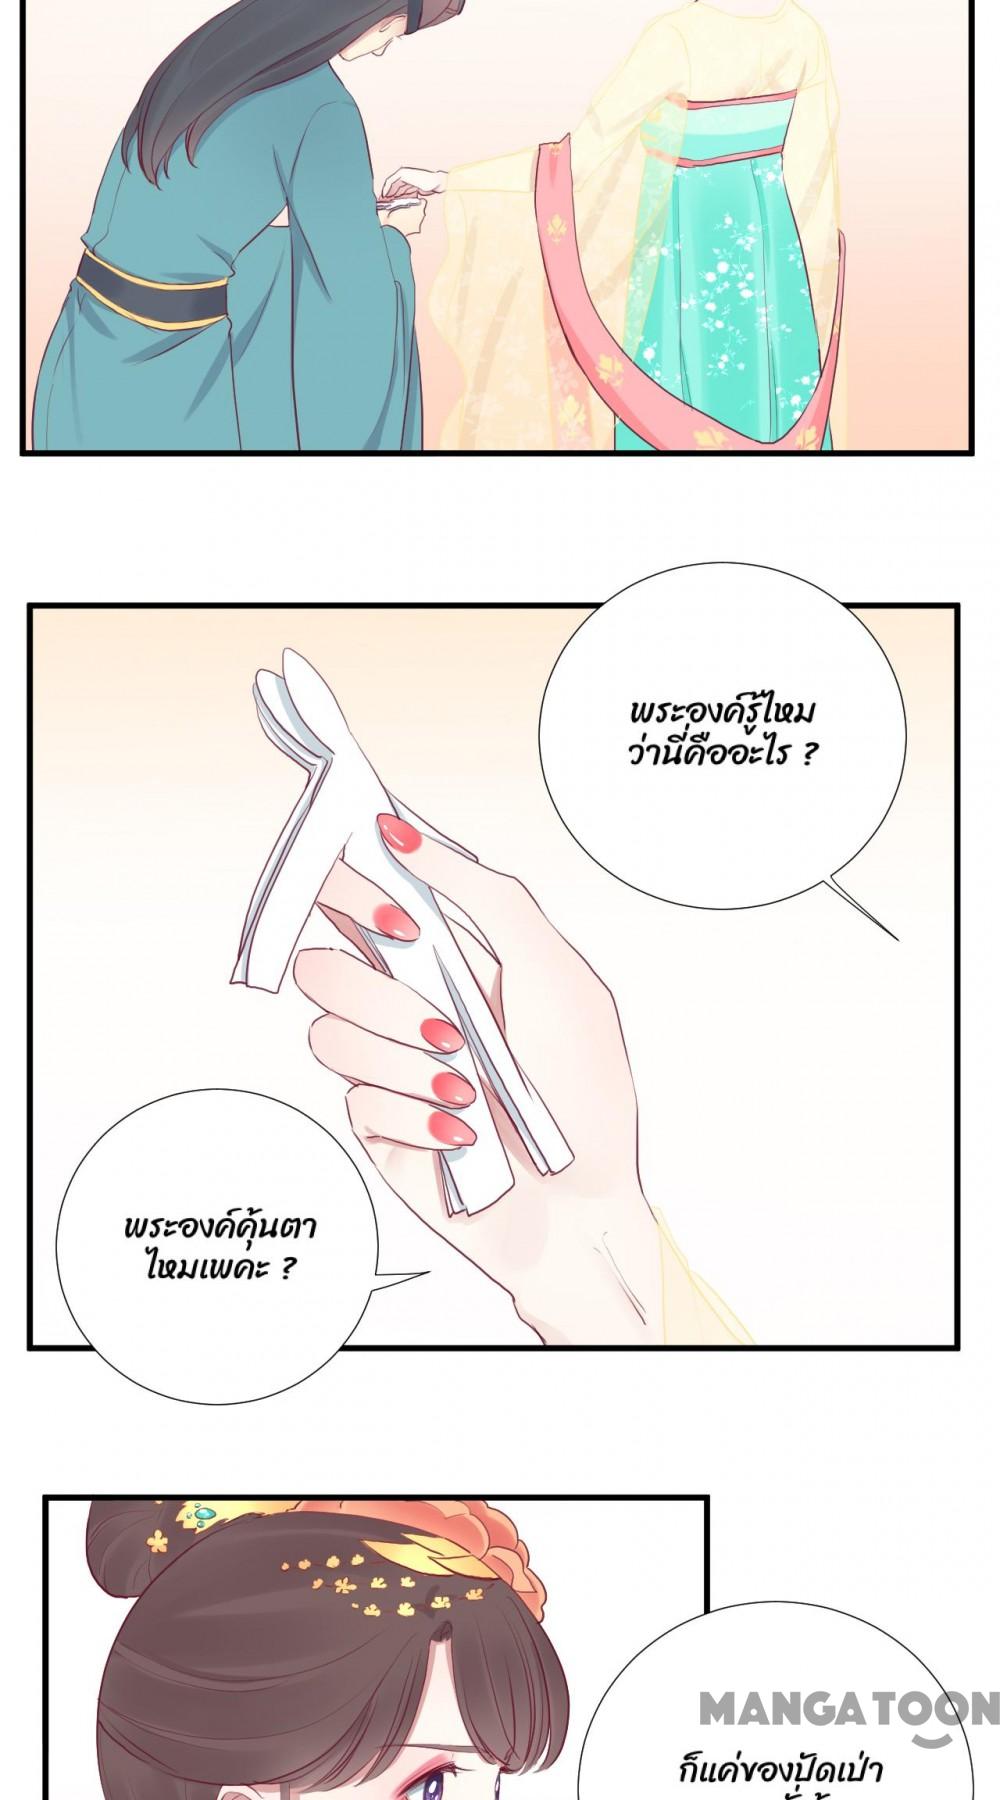 พระองค์รู้ไหม
ว่านี่คืออะไร ?
พระองค์คุ้นตา
ไหมเพคะ ?
MANGATOON
ก็แค่ของปัดเป่า